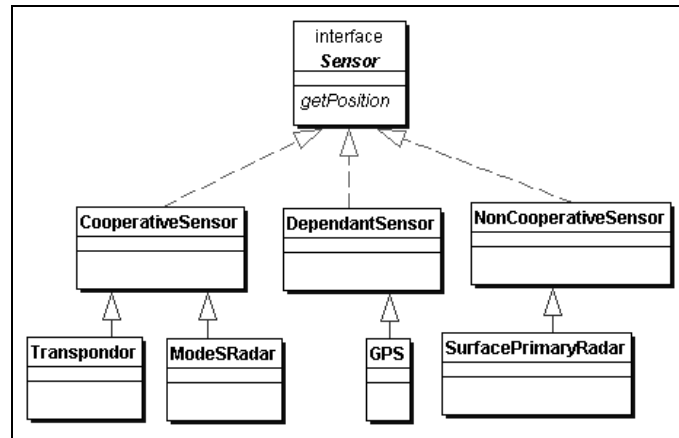 interface
Sensor
getPosition
CooperativeSensor
DependantSensor
NonCooperativeSensor
Transpondor
ModeSRadar
GPS
SurfacePrimaryRadar